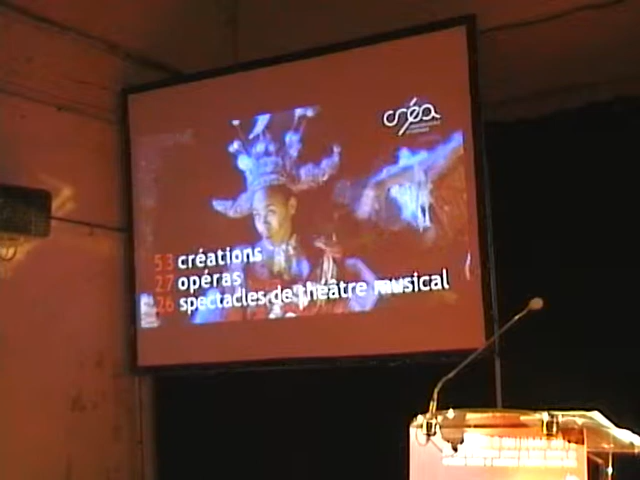 créa
53 créations
27 opéras
26 spectacles de théâtre musical